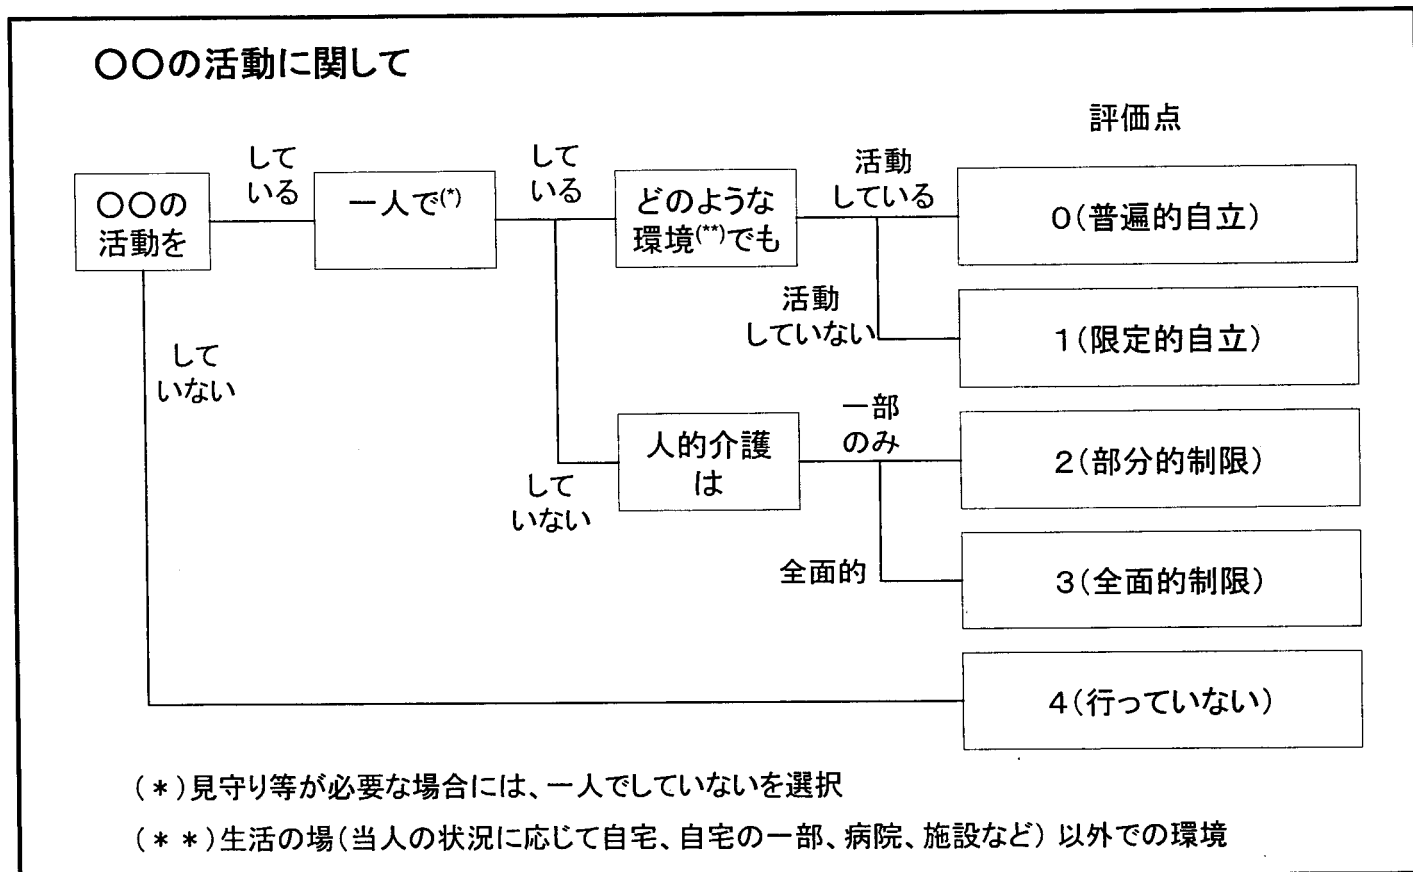 〇〇の活動に関して
評価点
して
いる
して
いる
活動
している
〇〇の
活動を
一人で(*)
どのような
環境(**)でも
0(普遍的自立)
活動
していない
1(限定的自立)
して
いない
一部
のみ
人的介護
は
2(部分的制限)
して
いない
全面的
3(全面的制限)
4(行っていない)
(*)見守り等が必要な場合には、一人でしていないを選択
(**)生活の場(当人の状況に応じて自宅、自宅の一部、病院、施設など)以外での環境